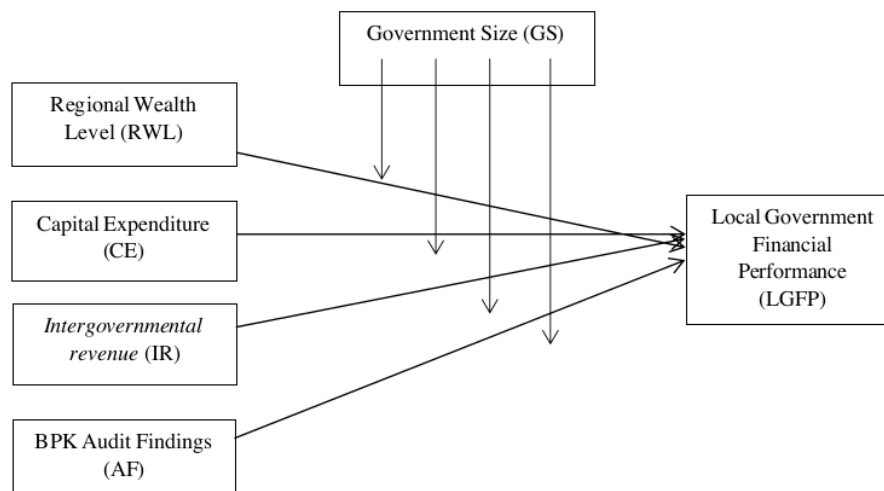 Government Size (GS)
Regional Wealth
Level (RWL)
Capital Expenditure
(CE)
Intergovernmental
revenue (IR)
BPK Audit Findings
(AF)
Local Government
Financial
Performance
(LGFP)